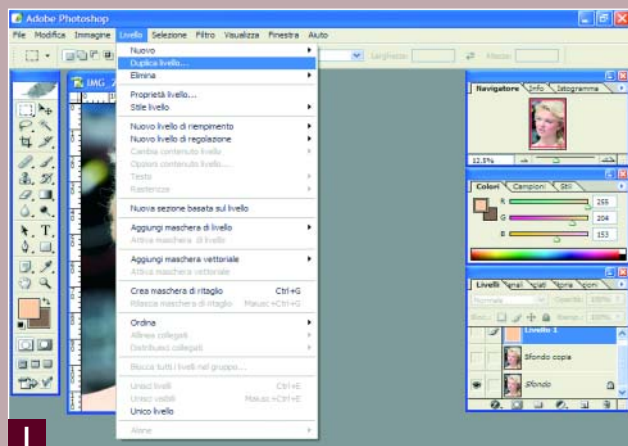 Adobe Photoshop
File Modifica Immagine Livello Selezione Filtro Visualizza Finestra Aiuto
Larghezza:
IMG_2
Nuovo
Duplica livello...
Elimina
Proprietà livello...
Stile livello
Nuovo livello di riempimento
Nuovo livello di regolazione
Cambia contenuto livello
Opzioni contenuto livello...
Testo
Rasterizza
Nuova sezione basata sul livello
Aggiungi maschera di livello
Attiva maschera di livello
Aggiungi maschera vettoriale
Attiva maschera vettoriale
Crea maschera di ritaglio Ctrl+G
Rilascia maschera di ritaglio Maiusc+Ctrl+G
Ordina
Allinea collegati
Distribuisci collegati
Blocca tutti i livelli nel gruppo...
Unisci livelli Ctrl+E
Unisci visibili Maiusc+Ctrl+E
Unico livello
Alone
Navigatore Info Istogramma
12.5%
Colori Campioni Stili
R 255
G 204
B 153
Livelli
Normale Opacità: 100%
100%
Livello 1
Sfondo copia
Sfondo